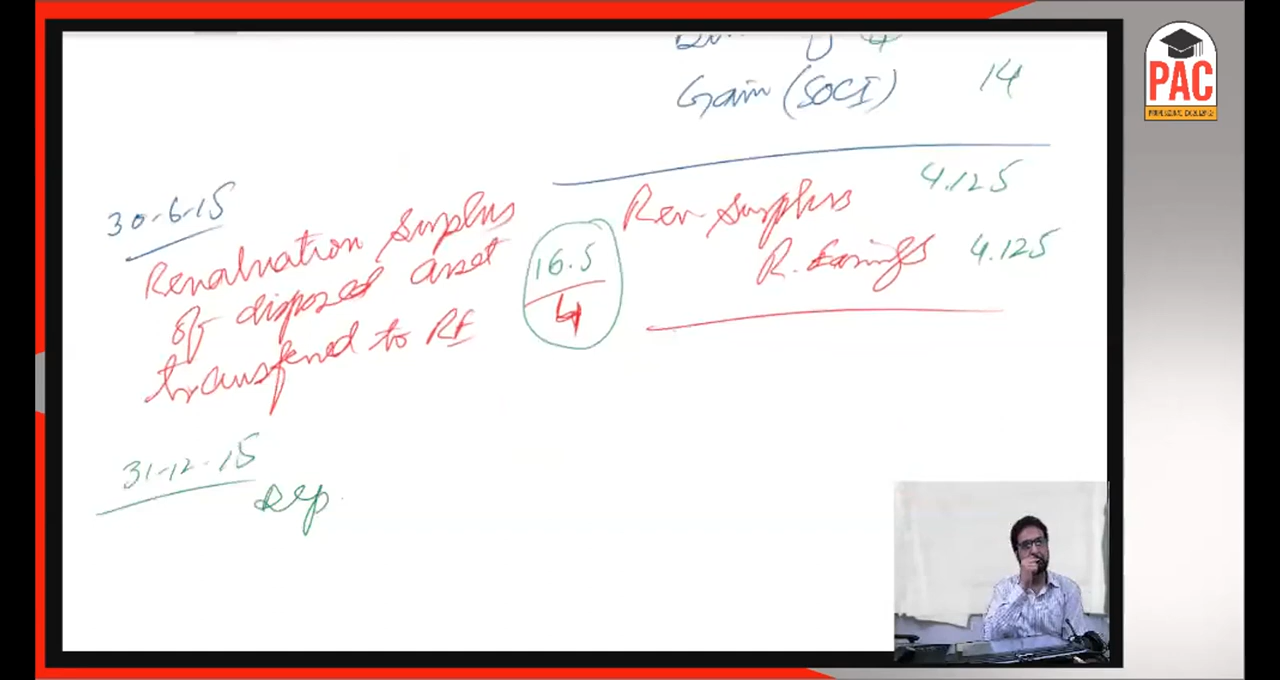 Gain (SOCI) 14
30-6-15
Revaluation Surplus
of disposed asset
transferred to RE
16.5
4
Rev Surplus 4.125
R. Earnings 4.125
31-12-15
Dep.
PAC